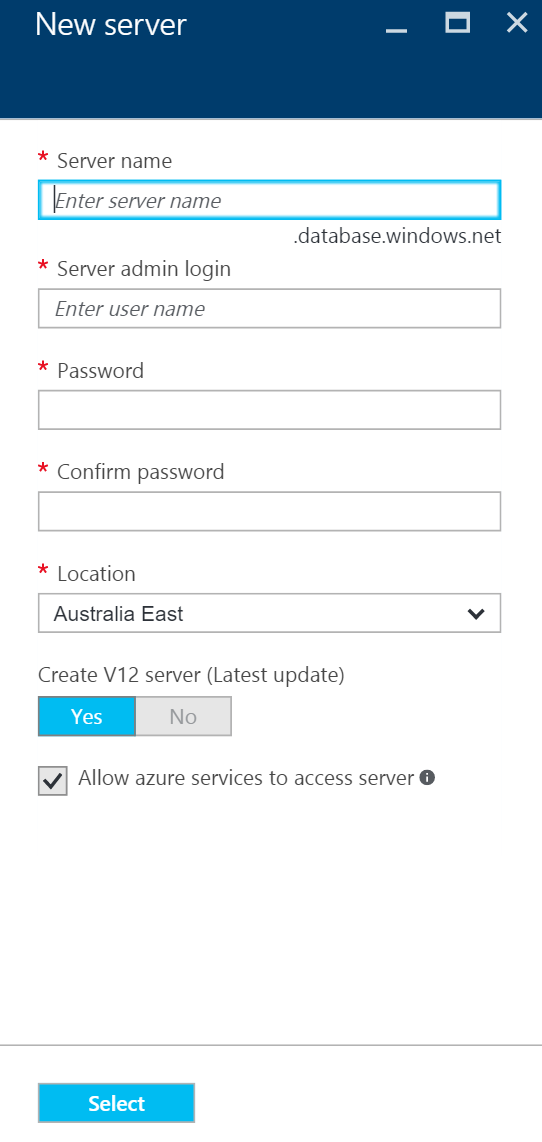 New server
* Server name
Enter server name
.database.windows.net
* Server admin login
Enter user name
* Password
* Confirm password
* Location
Australia East
Create V12 server (Latest update)
Yes No
Allow azure services to access server
Select